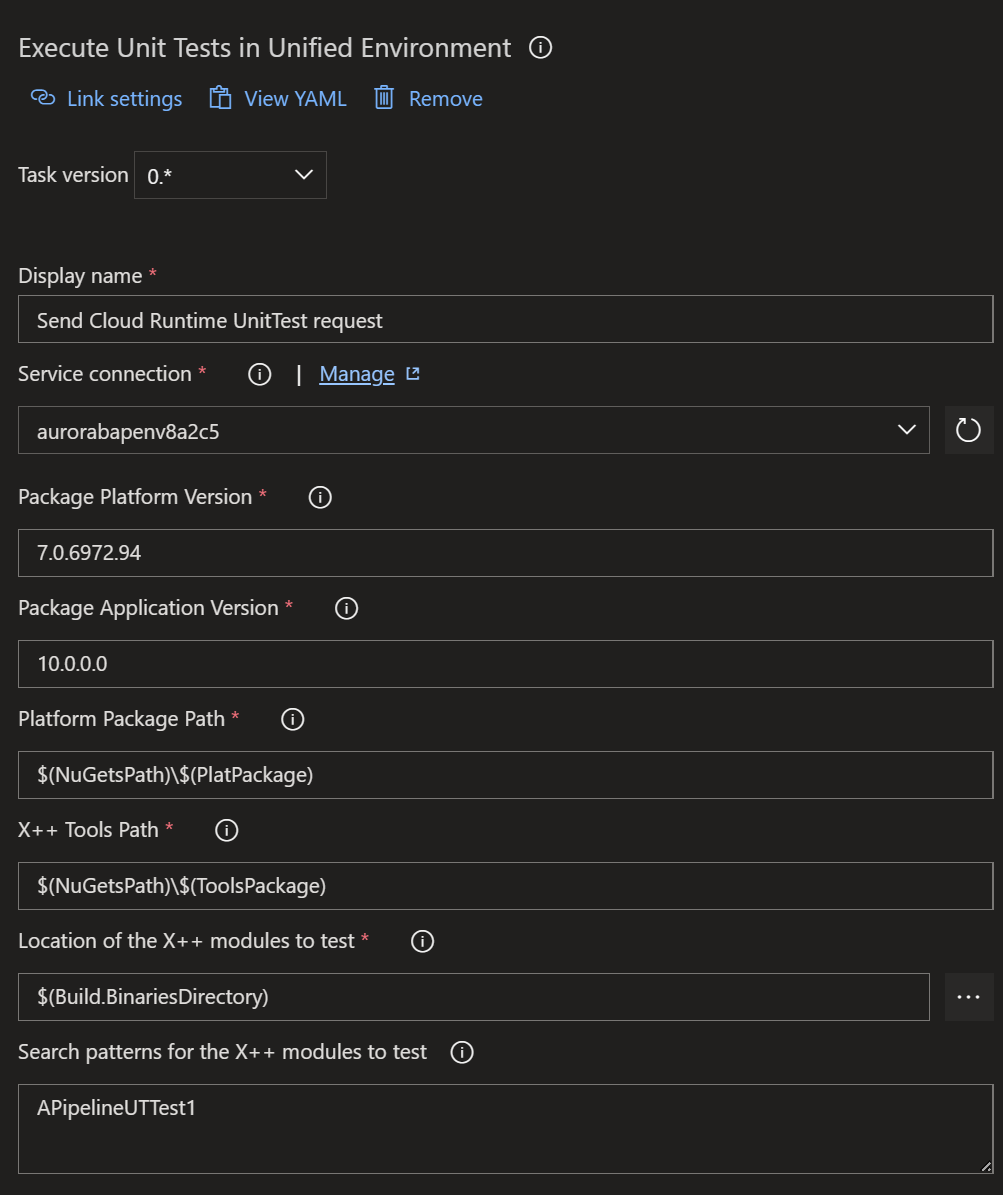 Execute Unit Tests in Unified Environment
Link settings View YAML Remove
Task version 0.*
Display name *
Send Cloud Runtime UnitTest request
Service connection * | Manage
aurorabapenv8a2c5
Package Platform Version *
7.0.6972.94
Package Application Version *
10.0.0.0
Platform Package Path *
$(NuGetsPath)\$(PlatPackage)
X++ Tools Path *
$(NuGetsPath)\$(ToolsPackage)
Location of the X++ modules to test *
$(Build.BinariesDirectory)
Search patterns for the X++ modules to test
APipelineUTTest1